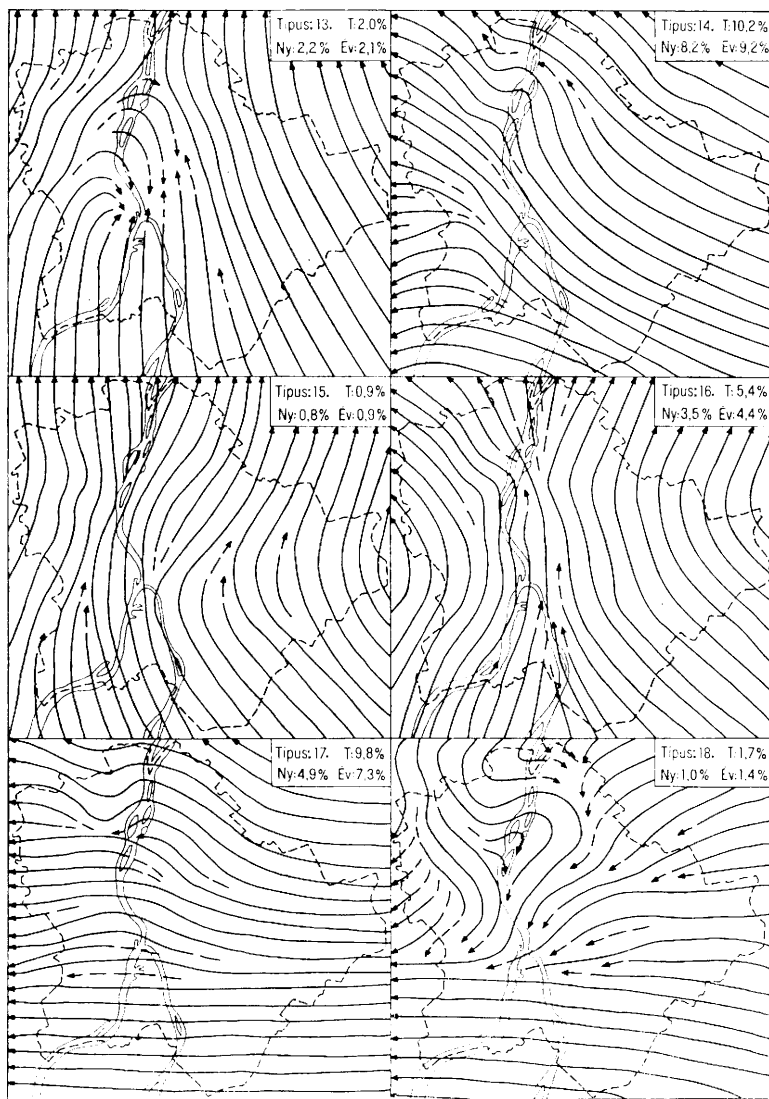 Tipus: 13. T: 2.0%
Ny: 2,2% Év: 2,1%
Tipus: 14. T: 10,2%
Ny: 8,2% Év: 9,2%
Tipus: 15. T: 0,9%
Ny: 0,8% Év: 0,9%
Tipus: 16. T: 5,4%
Ny: 3,5% Év: 4,4%
Tipus: 17. T: 9,8%
Ny: 4,9% Év: 7,3%
Tipus: 18. T: 1,7%
Ny: 1,0% Év: 1,4%